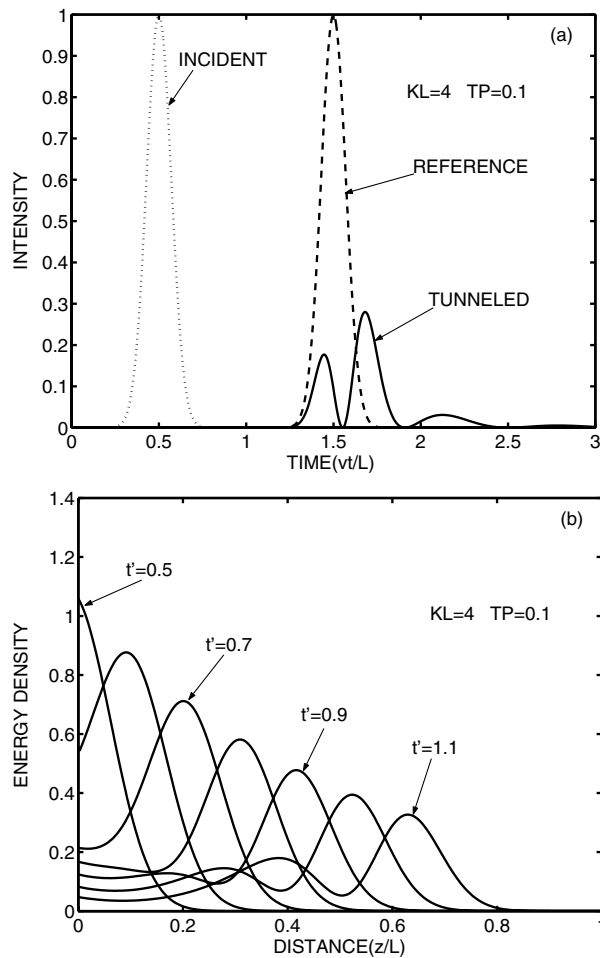 (a)
INCIDENT
KL=4 TP=0.1
REFERENCE
TUNNELED
INTENSITY
1
0.9
0.8
0.7
0.6
0.5
0.4
0.3
0.2
0.1
0
0 0.5 1 1.5 2 2.5 3
TIME(vt/L)
(b)
t'=0.5
KL=4 TP=0.1
t'=0.7
t'=0.9
t'=1.1
ENERGY DENSITY
1.4
1.2
1
0.8
0.6
0.4
0.2
0
0 0.2 0.4 0.6 0.8
DISTANCE(z/L)